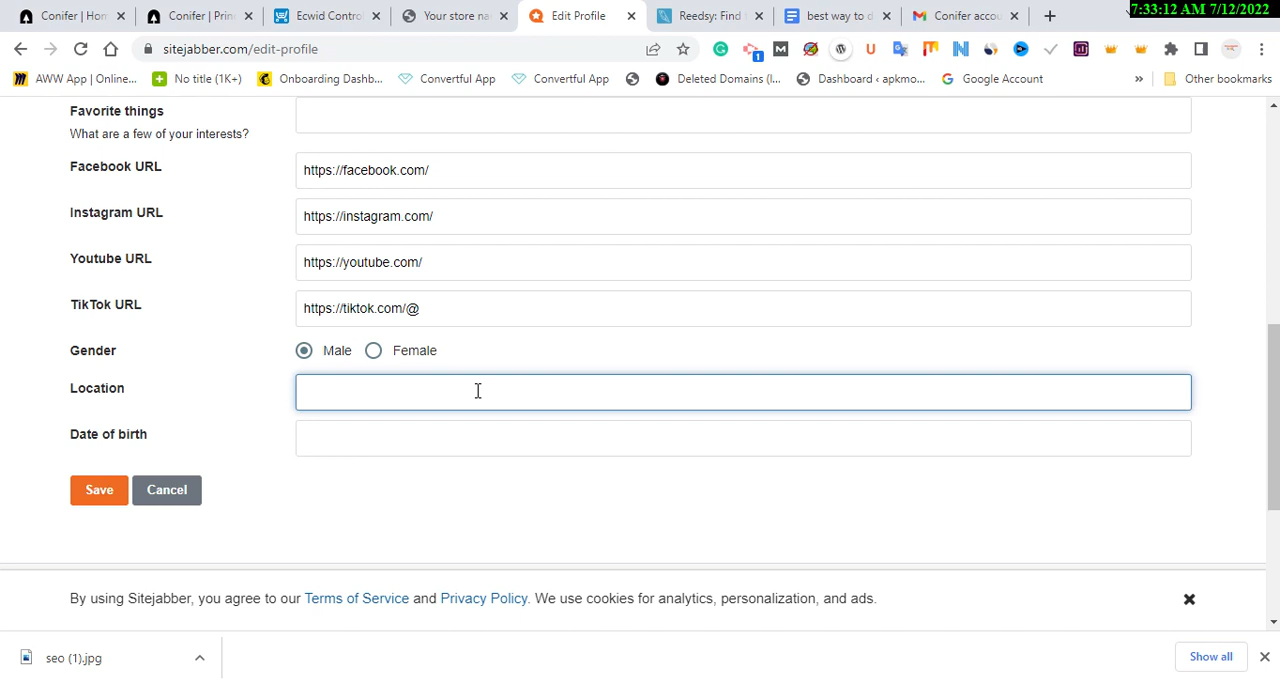 7:33:12 AM 7/12/2022
Conifer | Hom
Conifer | Prin
Ecwid Contro
Your store na
Edit Profile
Reedsy: Find
best way to d
Conifer accou
sitejabber.com/edit-profile
AWW App | Online...
No title (1K+)
Onboarding Dashb...
Convertful App
Convertful App
Deleted Domains (I...
Dashboard ‹ apkmo...
Google Account
»
Other bookmarks
Favorite things
What are a few of your interests?
Facebook URL
https://facebook.com/
Instagram URL
https://instagram.com/
Youtube URL
https://youtube.com/
TikTok URL
https://tiktok.com/@
Gender
Male
Female
Location
Date of birth
Save
Cancel
By using Sitejabber, you agree to our Terms of Service and Privacy Policy. We use cookies for analytics, personalization, and ads.
seo (1).jpg
Show all